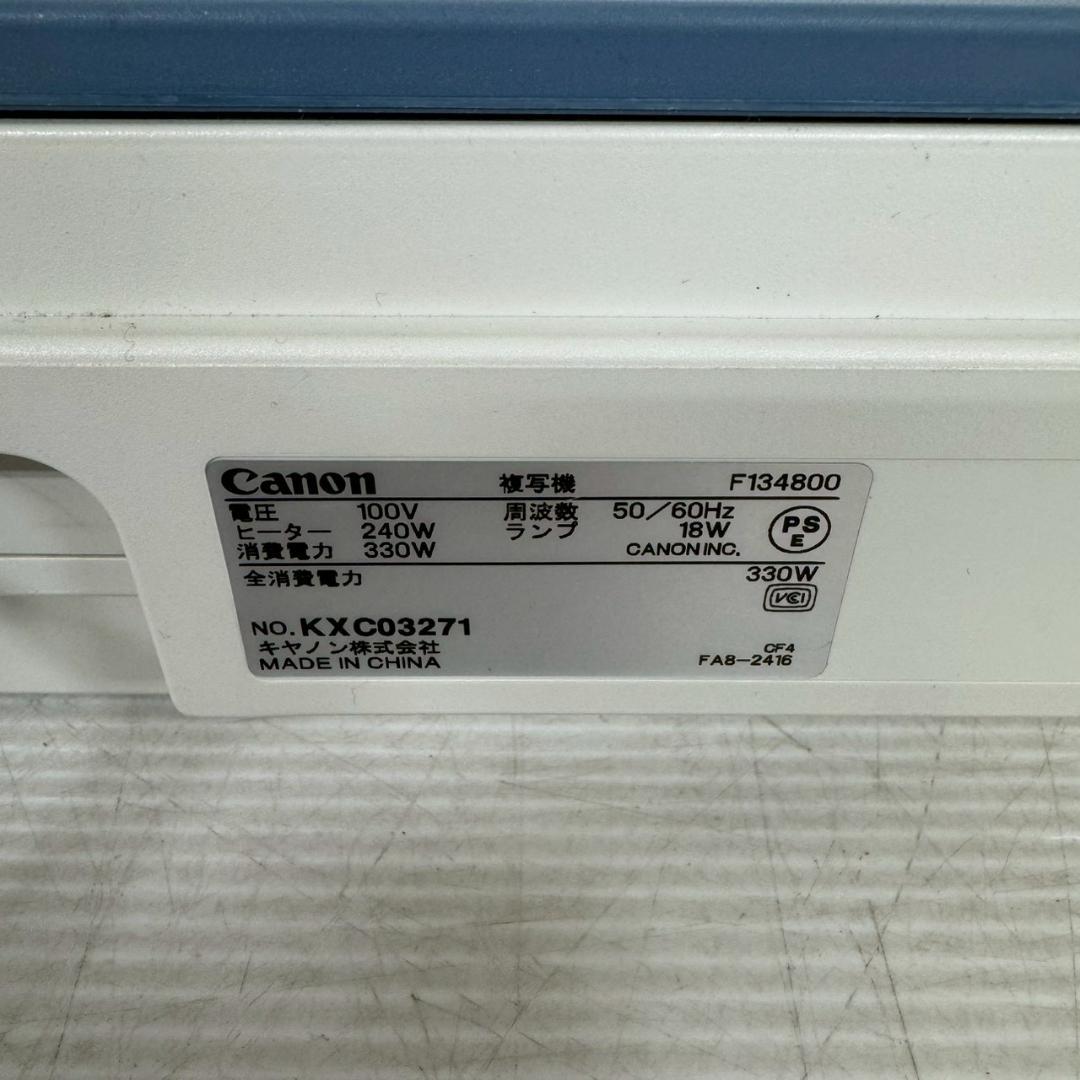 Canon 複写機 F134800
電圧 100V 周波数 50/60Hz
ヒーター 240W ランプ 18W
消費電力 330W CANON INC.
PS
E
全消費電力 330W
VCI
NO. KXC03271
キヤノン株式会社 CF4
MADE IN CHINA FA8-2416